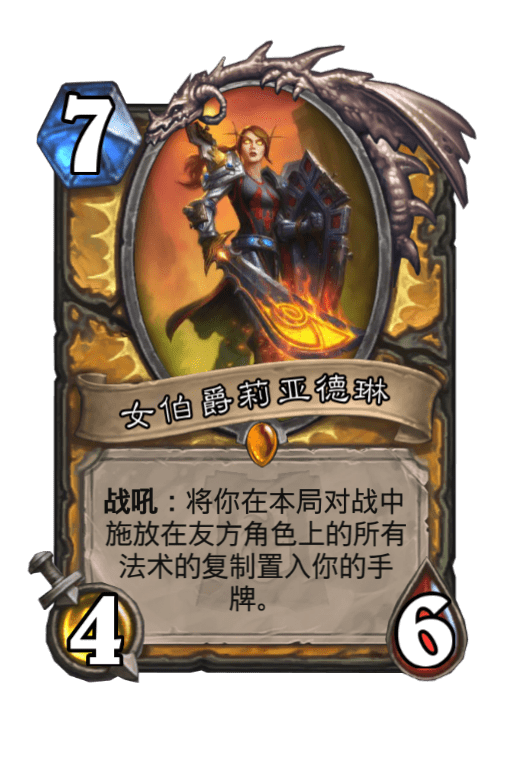 7
女伯爵莉亚德琳
战吼：将你在本局对战中
施放在友方角色上的所有
法术的复制置入你的手
牌。
4
6